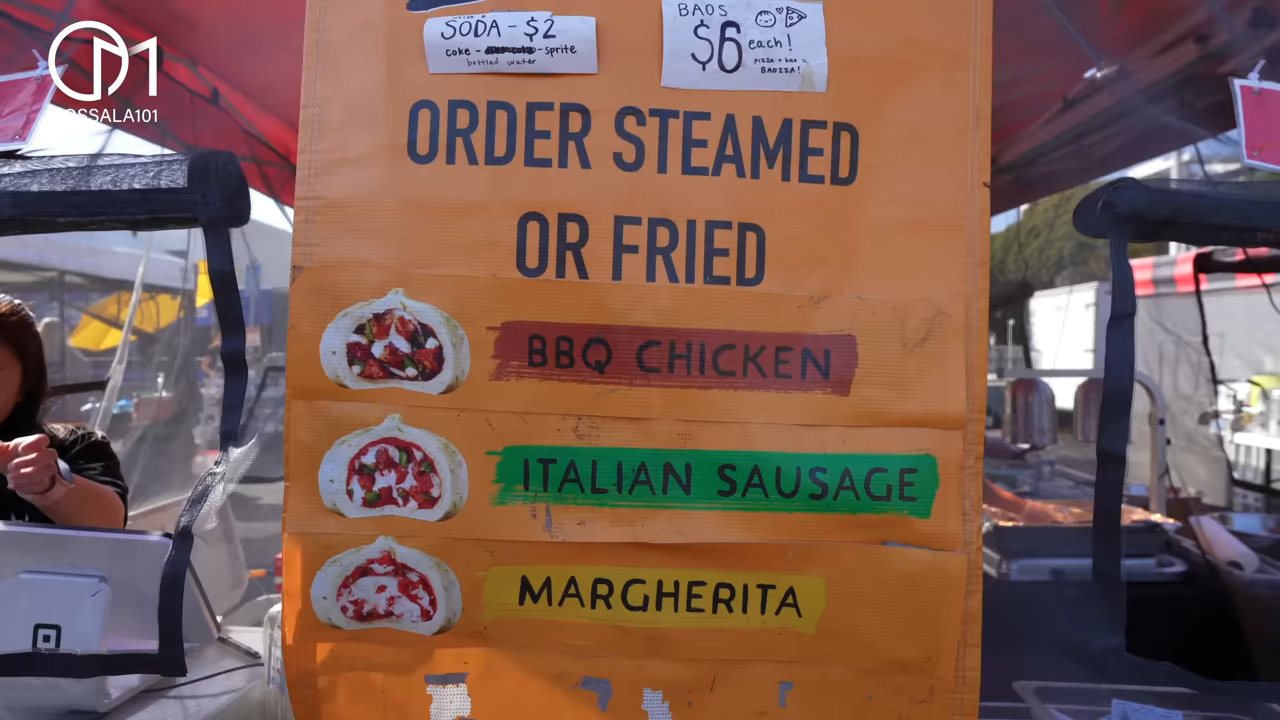 SODA - $2
coke - -sprite
bottled water
BAOS
$6 each!
pizza + bao =
BAOZZA!
ORDER STEAMED
OR FRIED
BBQ CHICKEN
ITALIAN SAUSAGE
MARGHERITA
OSSALA101